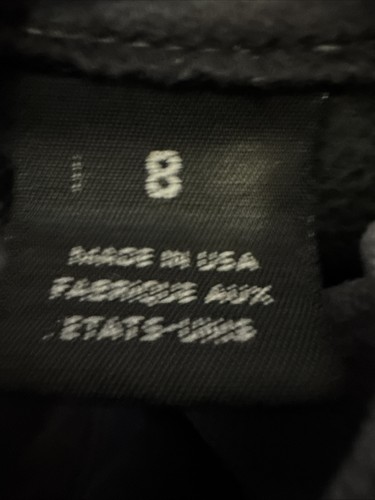 8
MADE IN USA
FABRIQUE AUX
ETATS-UNIS